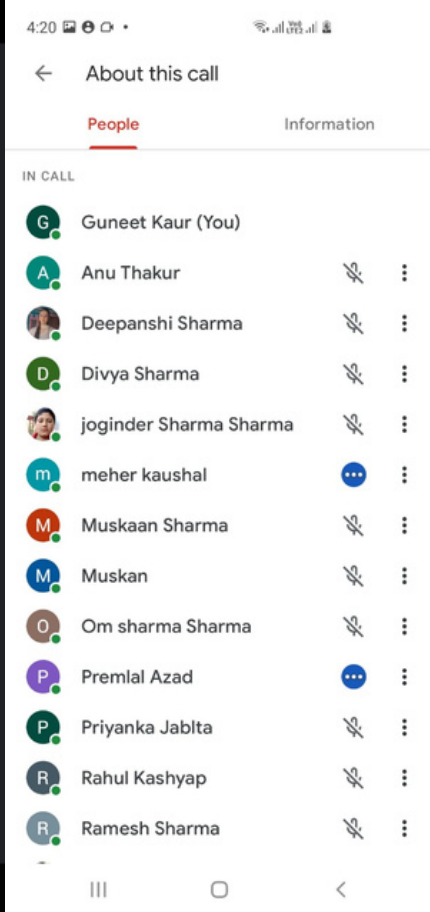 4:20
About this call
People Information
IN CALL
G Guneet Kaur (You)
A Anu Thakur
Deepanshi Sharma
D Divya Sharma
joginder Sharma Sharma
m meher kaushal
M Muskaan Sharma
M Muskan
O Om sharma Sharma
P Premlal Azad
P Priyanka Jablta
R Rahul Kashyap
R Ramesh Sharma